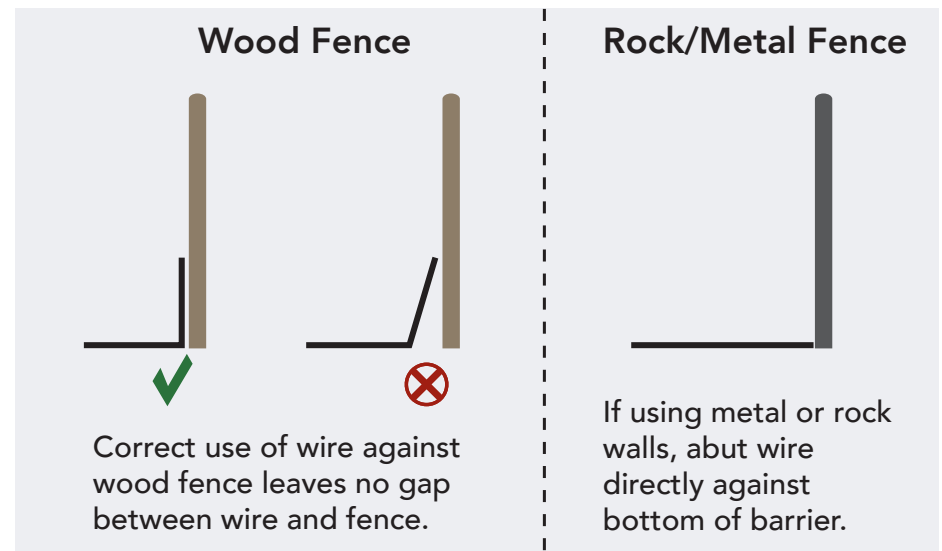 Wood Fence
Correct use of wire against
wood fence leaves no gap
between wire and fence.
Rock/Metal Fence
If using metal or rock
walls, abut wire
directly against
bottom of barrier.